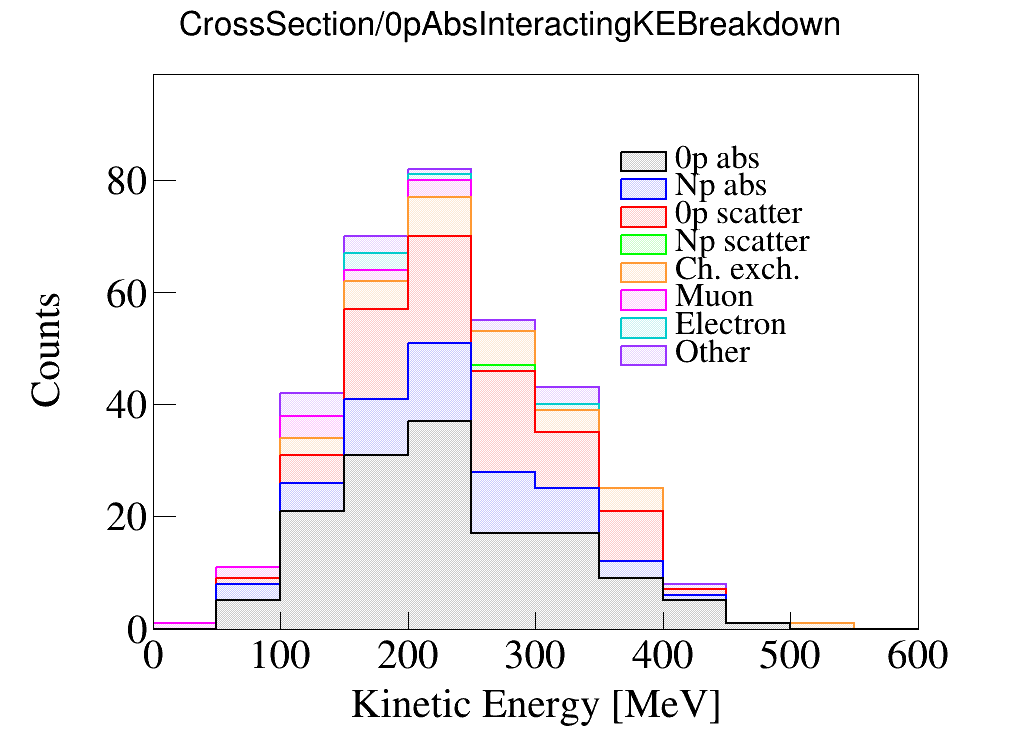 CrossSection/0pAbsInteractingKEBreakdown
Counts
80
60
40
20
0
0p abs
Np abs
0p scatter
Np scatter
Ch. exch.
Muon
Electron
Other
0 100 200 300 400 500 600
Kinetic Energy [MeV]